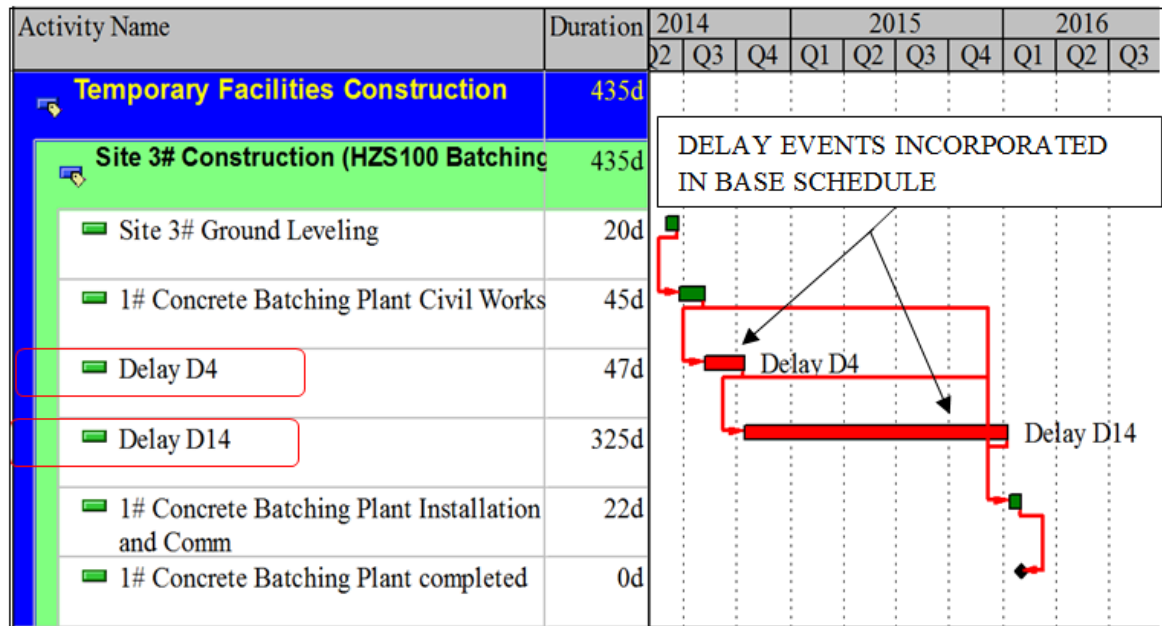 Activity Name Duration 2014 2015 2016
Q2 Q3 Q4 Q1 Q2 Q3 Q4 Q1 Q2 Q3
Temporary Facilities Construction 435d
DELAY EVENTS INCORPORATED
IN BASE SCHEDULE
Site 3# Construction (HZS100 Batching 435d
Site 3# Ground Leveling 20d
1# Concrete Batching Plant Civil Works 45d
Delay D4 47d Delay D4
Delay D14 325d Delay D14
1# Concrete Batching Plant Installation 22d
and Comm
1# Concrete Batching Plant completed 0d